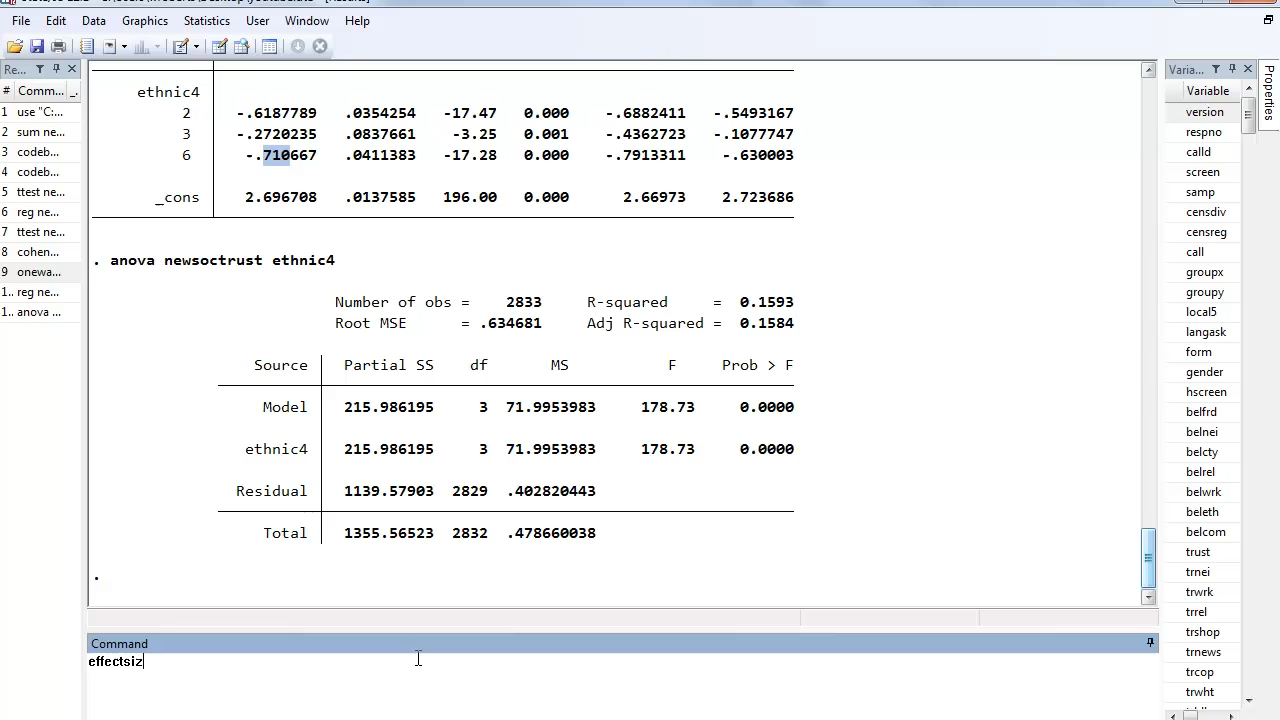 File Edit Data Graphics Statistics User Window Help
Re...
# Comm...
1 use "C:...
2 sum ne...
3 codeb...
4 codeb...
5 ttest ne...
6 reg ne...
7 ttest ne...
8 cohen...
9 onewa...
1.. reg ne...
1.. anova ...
ethnic4
2 -.6187789 .0354254 -17.47 0.000 -.6882411 -.5493167
3 -.2720235 .0837661 -3.25 0.001 -.4362723 -.1077747
6 -.710667 .0411383 -17.28 0.000 -.7913311 -.630003
_cons 2.696708 .0137585 196.00 0.000 2.66973 2.723686
. anova newsoctrust ethnic4
Number of obs = 2833 R-squared = 0.1593
Root MSE = .634681 Adj R-squared = 0.1584
Source Partial SS df MS F Prob > F
Model 215.986195 3 71.9953983 178.73 0.0000
ethnic4 215.986195 3 71.9953983 178.73 0.0000
Residual 1139.57903 2829 .402820443
Total 1355.56523 2832 .478660038
.
Command
effectsiz
Varia...
Variable
version
respno
calld
screen
samp
censdiv
censreg
call
groupx
groupy
local5
langask
form
gender
hscreen
belfrd
belnei
belcty
belrel
belwrk
beleth
belcom
trust
trnei
trwrk
trrel
trshop
trnews
trcop
trwht
Properties